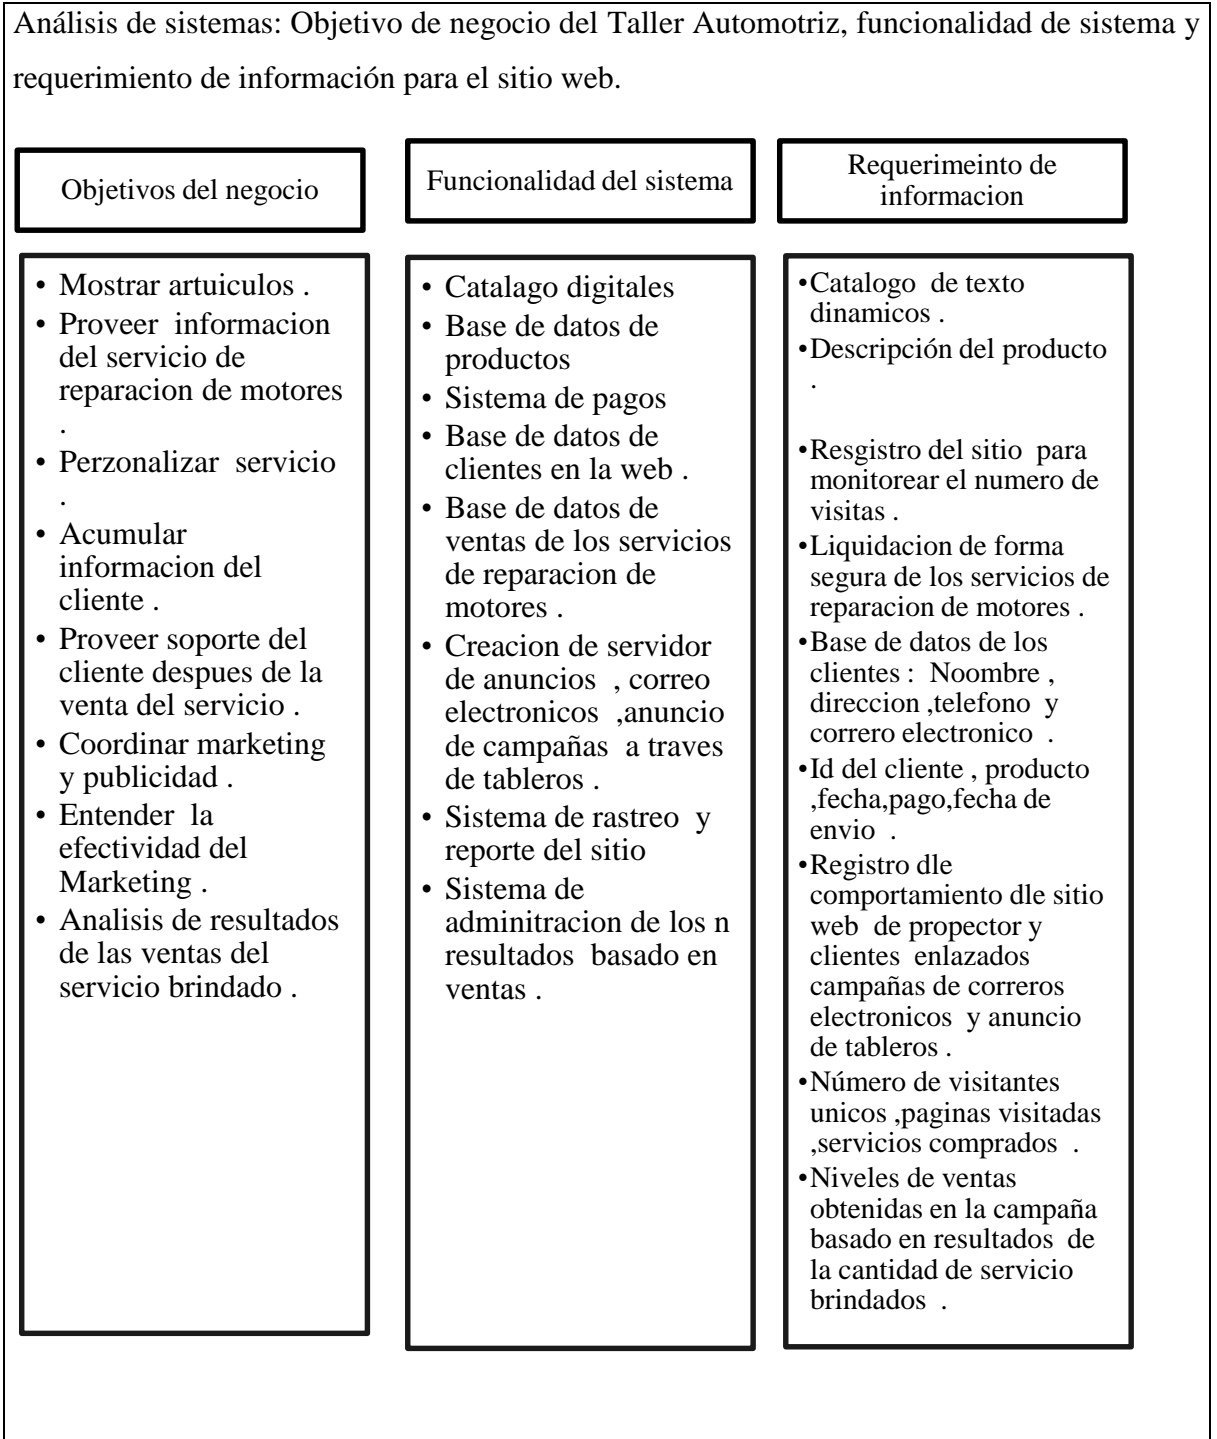 Análisis de sistemas: Objetivo de negocio del Taller Automotriz, funcionalidad de sistema y
requerimiento de información para el sitio web.
Objetivos del negocio
• Mostrar artuiculos .
• Proveer informacion
del servicio de
reparacion de motores
.
• Perzonalizar servicio
.
• Acumular
informacion del
cliente .
• Proveer soporte del
cliente despues de la
venta del servicio .
• Coordinar marketing
y publicidad .
• Entender la
efectividad del
Marketing .
• Analisis de resultados
de las ventas del
servicio brindado .
Funcionalidad del sistema
• Catalago digitales
• Base de datos de
productos
• Sistema de pagos
• Base de datos de
clientes en la web .
• Base de datos de
ventas de los servicios
de reparacion de
motores .
• Creacion de servidor
de anuncios , correo
electronicos ,anuncio
de campañas a traves
de tableros .
• Sistema de rastreo y
reporte del sitio
• Sistema de
adminitracion de los n
resultados basado en
ventas .
Requerimeinto de
informacion
•Catalogo de texto
dinamicos .
•Descripción del producto
.
•Resgistro del sitio para
monitorear el numero de
visitas .
•Liquidacion de forma
segura de los servicios de
reparacion de motores .
•Base de datos de los
clientes : Noombre ,
direccion ,telefono y
correro electronico .
•Id del cliente , producto
,fecha,pago,fecha de
envio .
•Registro dle
comportamiento dle sitio
web de propector y
clientes enlazados
campañas de correros
electronicos y anuncio
de tableros .
•Número de visitantes
unicos ,paginas visitadas
,servicios comprados .
•Niveles de ventas
obtenidas en la campaña
basado en resultados de
la cantidad de servicio
brindados .